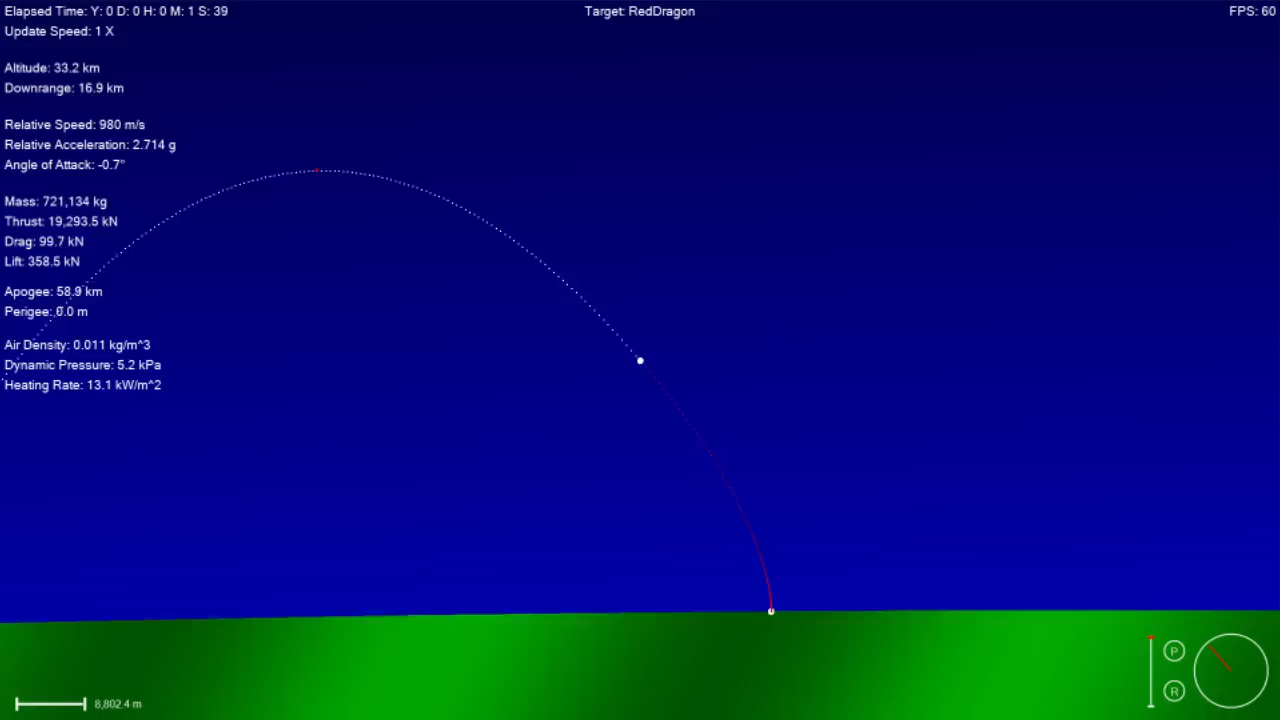 Elapsed Time: Y: 0 D: 0 H: 0 M: 1 S: 39
Target: RedDragon
FPS: 60
Update Speed: 1 X
Altitude: 33.2 km
Downrange: 16.9 km
Relative Speed: 980 m/s
Relative Acceleration: 2.714 g
Angle of Attack: -0.7°
Mass: 721,134 kg
Thrust: 19,293.5 kN
Drag: 99.7 kN
Lift: 358.5 kN
Apogee: 58.9 km
Perigee: 0.0 m
Air Density: 0.011 kg/m^3
Dynamic Pressure: 5.2 kPa
Heating Rate: 13.1 kW/m^2
P
R
8,802.4 m